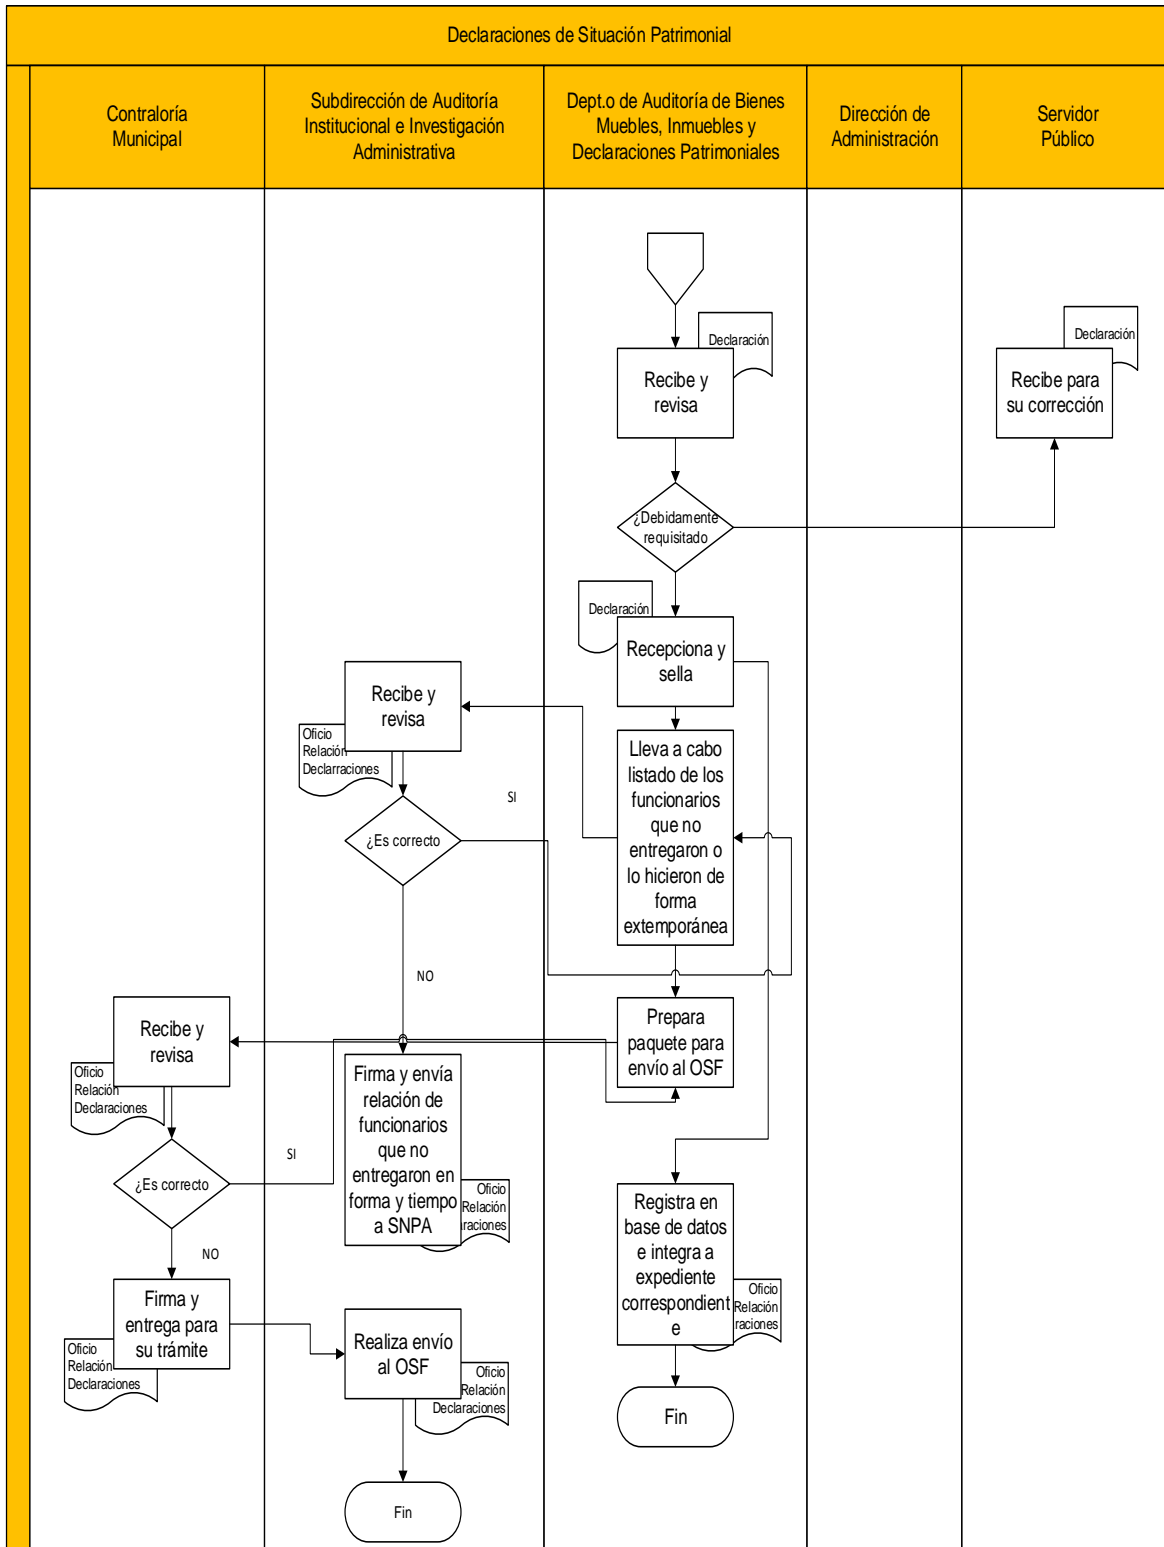 Declaraciones de Situación Patrimonial
Contraloría
Municipal
Subdirección de Auditoría
Institucional e Investigación
Administrativa
Dept.o de Auditoría de Bienes
Muebles, Inmuebles y
Declaraciones Patrimoniales
Dirección de
Administración
Servidor
Público
Declaración
Recibe y
revisa
Declaración
Recibe para
su corrección
¿Debidamente
requisitado
Declaración
Recepciona y
sella
Recibe y
revisa
Oficio
Relación
Declarraciones
Lleva a cabo
listado de los
funcionarios
que no
entregaron o
lo hicieron de
forma
extemporánea
SI
¿Es correcto
NO
Prepara
paquete para
envío al OSF
Recibe y
revisa
Oficio
Relación
Declaraciones
Firma y envía
relación de
funcionarios
que no
entregaron en
forma y tiempo
a SNPA
Oficio
Relación
raciones
SI
¿Es correcto
NO
Registra en
base de datos
e integra a
expediente
correspondient
e
Oficio
Relación
raciones
Firma y
entrega para
su trámite
Oficio
Relación
Declaraciones
Realiza envío
al OSF
Oficio
Relación
Declaraciones
Fin
Fin